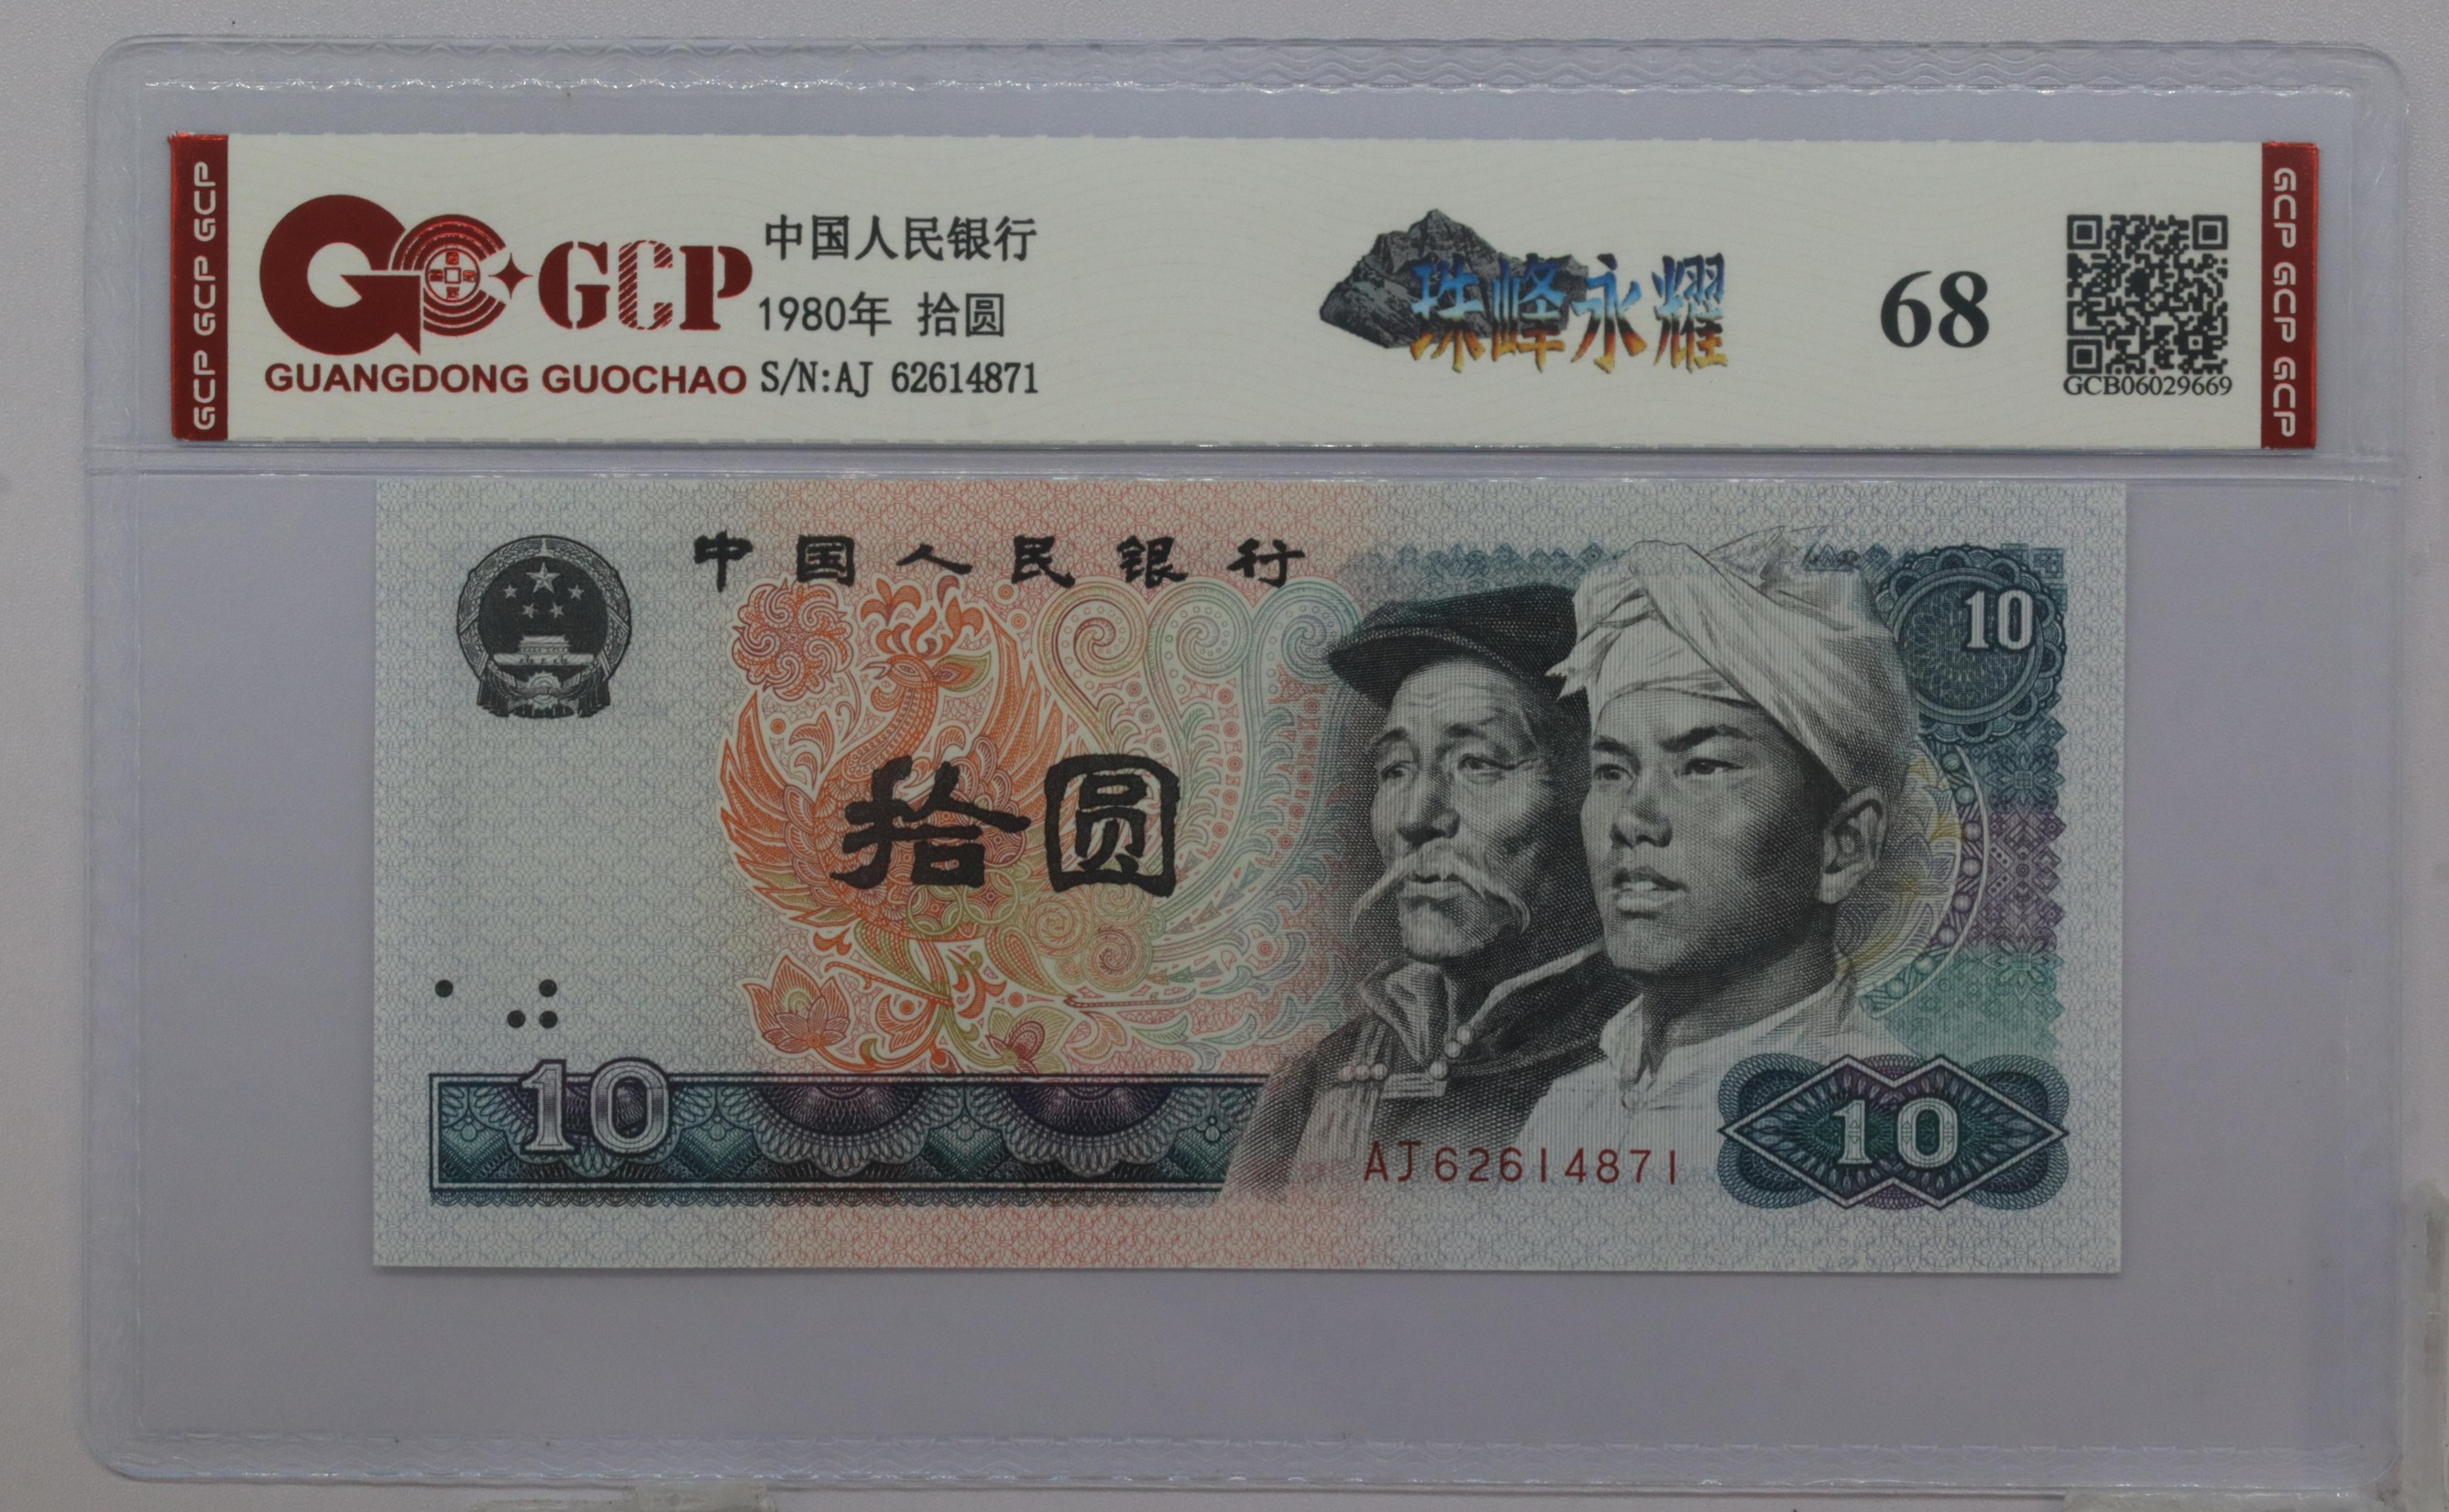 GCP GCP GCP
GCP
GUANGDONG GUOCHAO
中国人民银行
1980年 拾圆
S/N:AJ 62614871
珠峰永耀
68
GCB06029669
GCP GCP GCP
中国人民银行
10
拾圆
10
AJ62614871
10